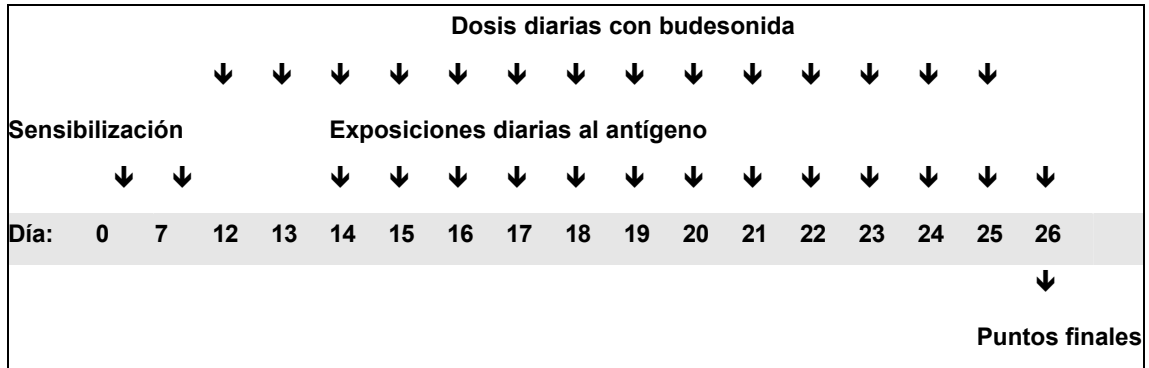 Dosis diarias con budesonida
Sensibilización Exposiciones diarias al antígeno
Día: 0 7 12 13 14 15 16 17 18 19 20 21 22 23 24 25 26
Puntos finales